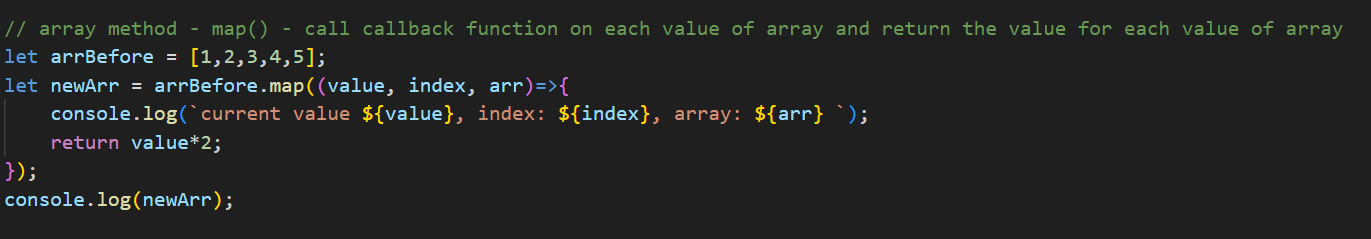 // array method - map() - call callback function on each value of array and return the value for each value of array
let arrBefore = [1,2,3,4,5];
let newArr = arrBefore.map((value, index, arr)=>{
    console.log(`current value ${value}, index: ${index}, array: ${arr} `);
    return value*2;
});
console.log(newArr);